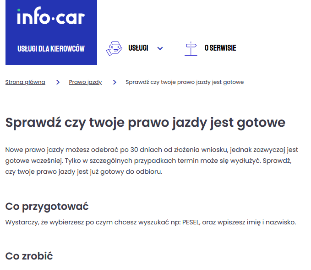 info-car
USŁUGI DLA KIEROWCÓW
USŁUGI
O SERWISIE
Strona główna > Prawo jazdy > Sprawdź czy twoje prawo jazdy jest gotowe
Sprawdź czy twoje prawo jazdy jest gotowe
Nowe prawo jazdy możesz odebrać po 30 dniach od złożenia wniosku, jednak zazwyczaj jest
gotowe wcześniej. Tylko w szczególnych przypadkach termin może się wydłużyć. Sprawdź,
czy twoje prawo jazdy jest już gotowy do odbioru.
Co przygotować
Wystarczy, że wybierzesz po czym chcesz wyszukać np: PESEL, oraz wpiszesz imię i nazwisko.
Co zrobić